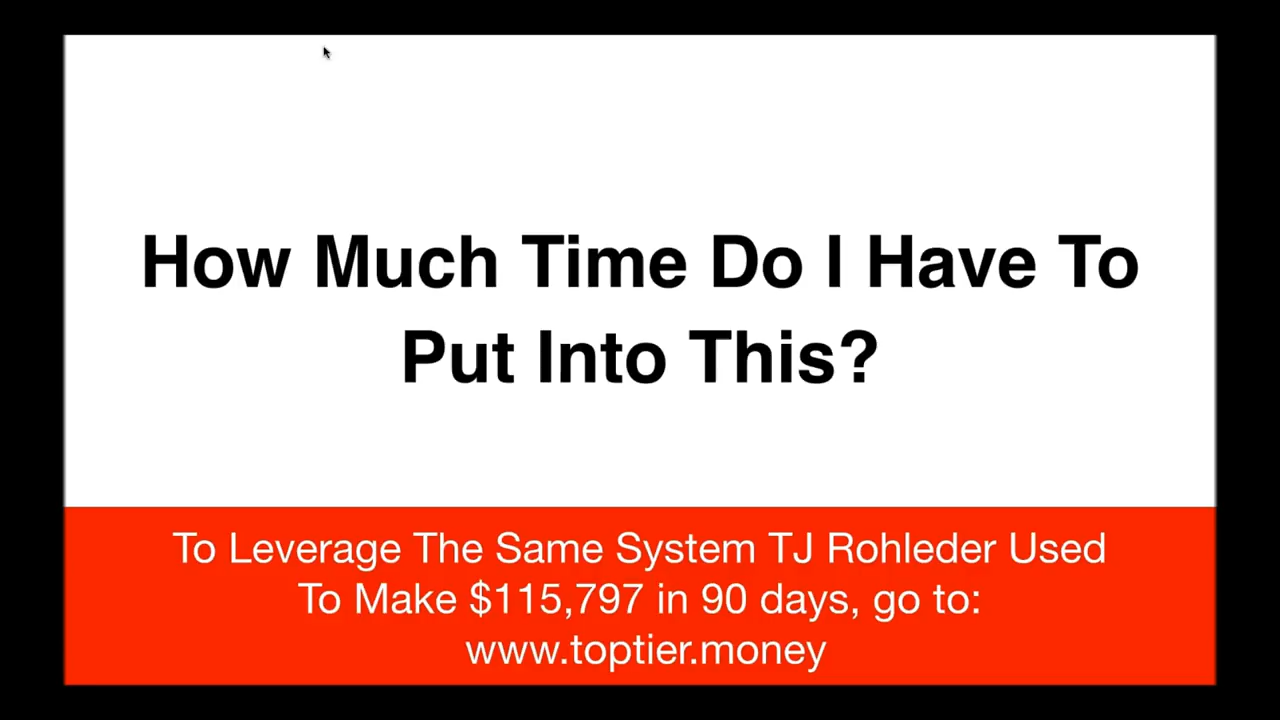 How Much Time Do I Have To
Put Into This?
To Leverage The Same System TJ Rohleder Used
To Make $115,797 in 90 days, go to:
www.toptier.money